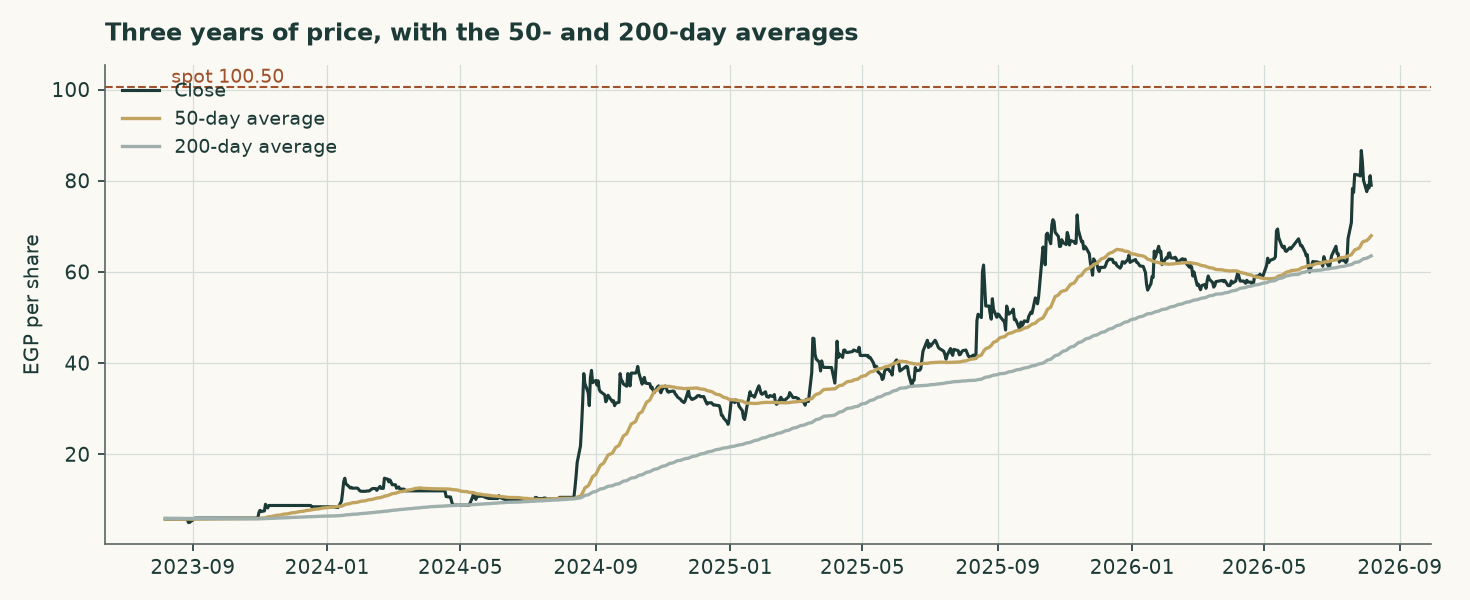 Three years of price, with the 50- and 200-day averages
spot 100.50
Close
50-day average
200-day average
EGP per share
100
80
60
40
20
2023-09
2024-01
2024-05
2024-09
2025-01
2025-05
2025-09
2026-01
2026-05
2026-09